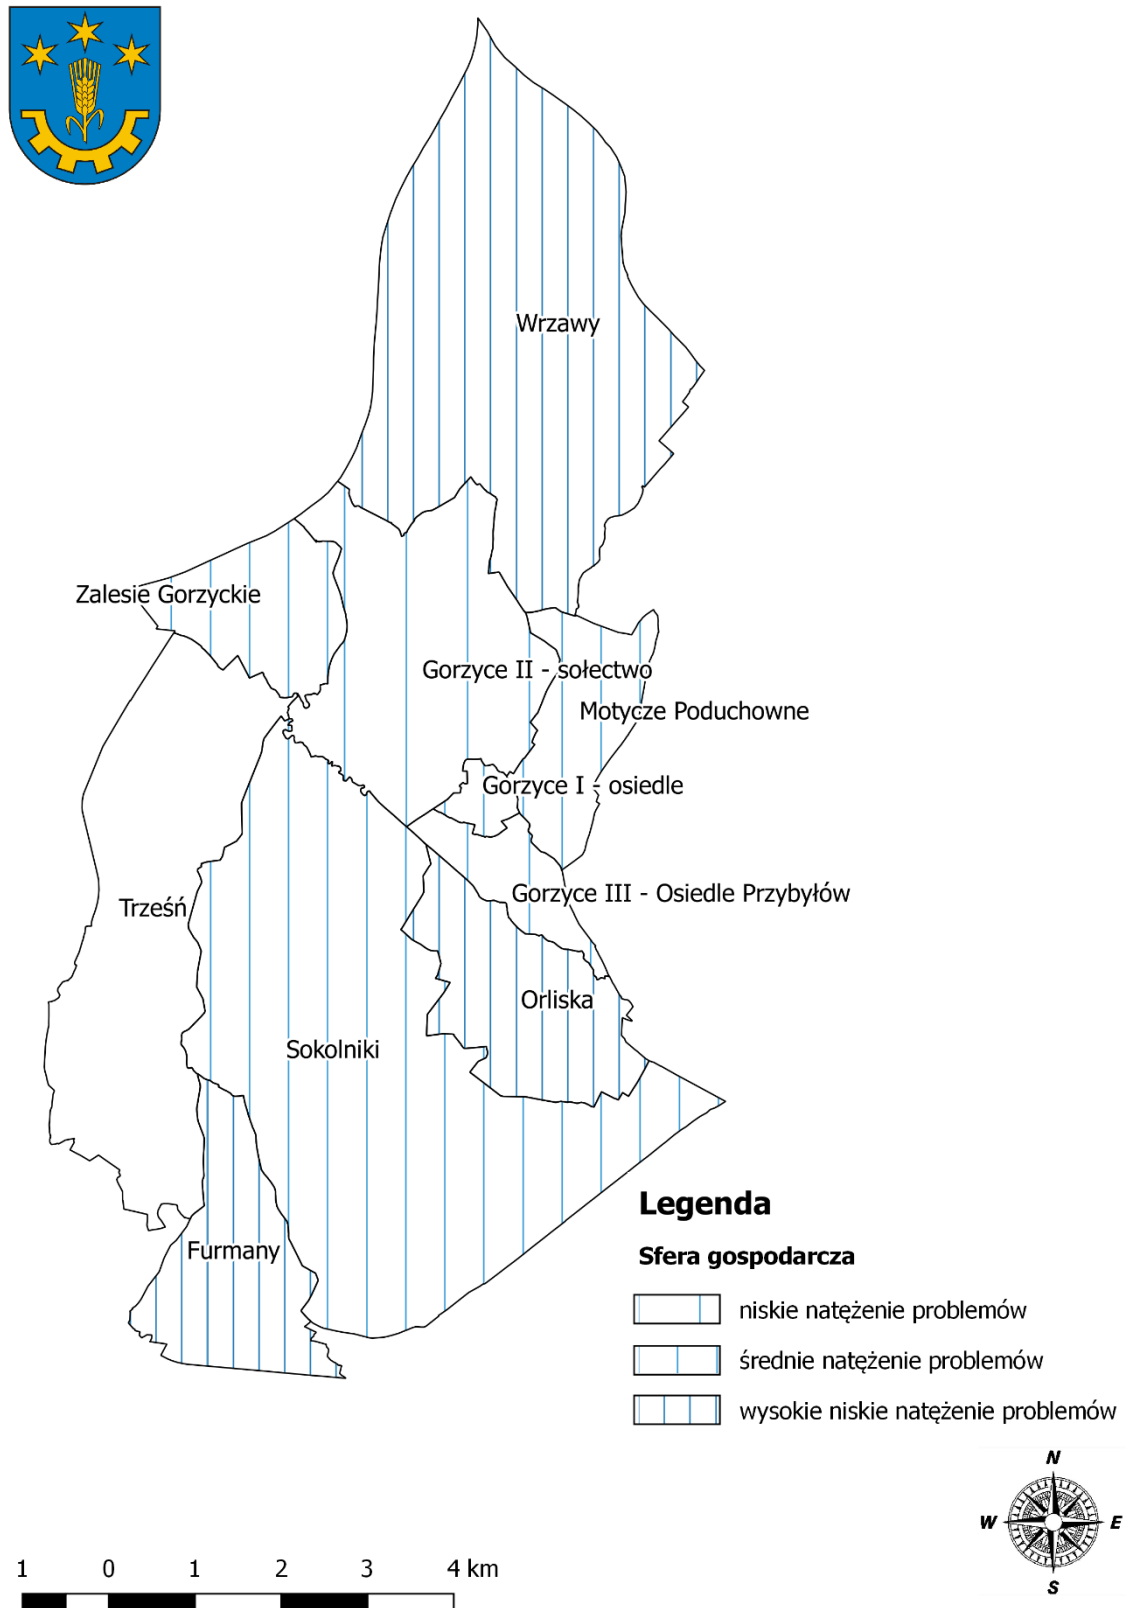 Wrzawy
Zalesie Gorzyckie
Gorzyce II - sołectwo
Motycze Poduchowne
Gorzyce I - osiedle
Gorzyce III - Osiedle Przybyłów
Trześń
Orliska
Sokolniki
Furmany
Legenda
Sfera gospodarcza
niskie natężenie problemów
średnie natężenie problemów
wysokie niskie natężenie problemów
N
W E
S
1 0 1 2 3 4 km